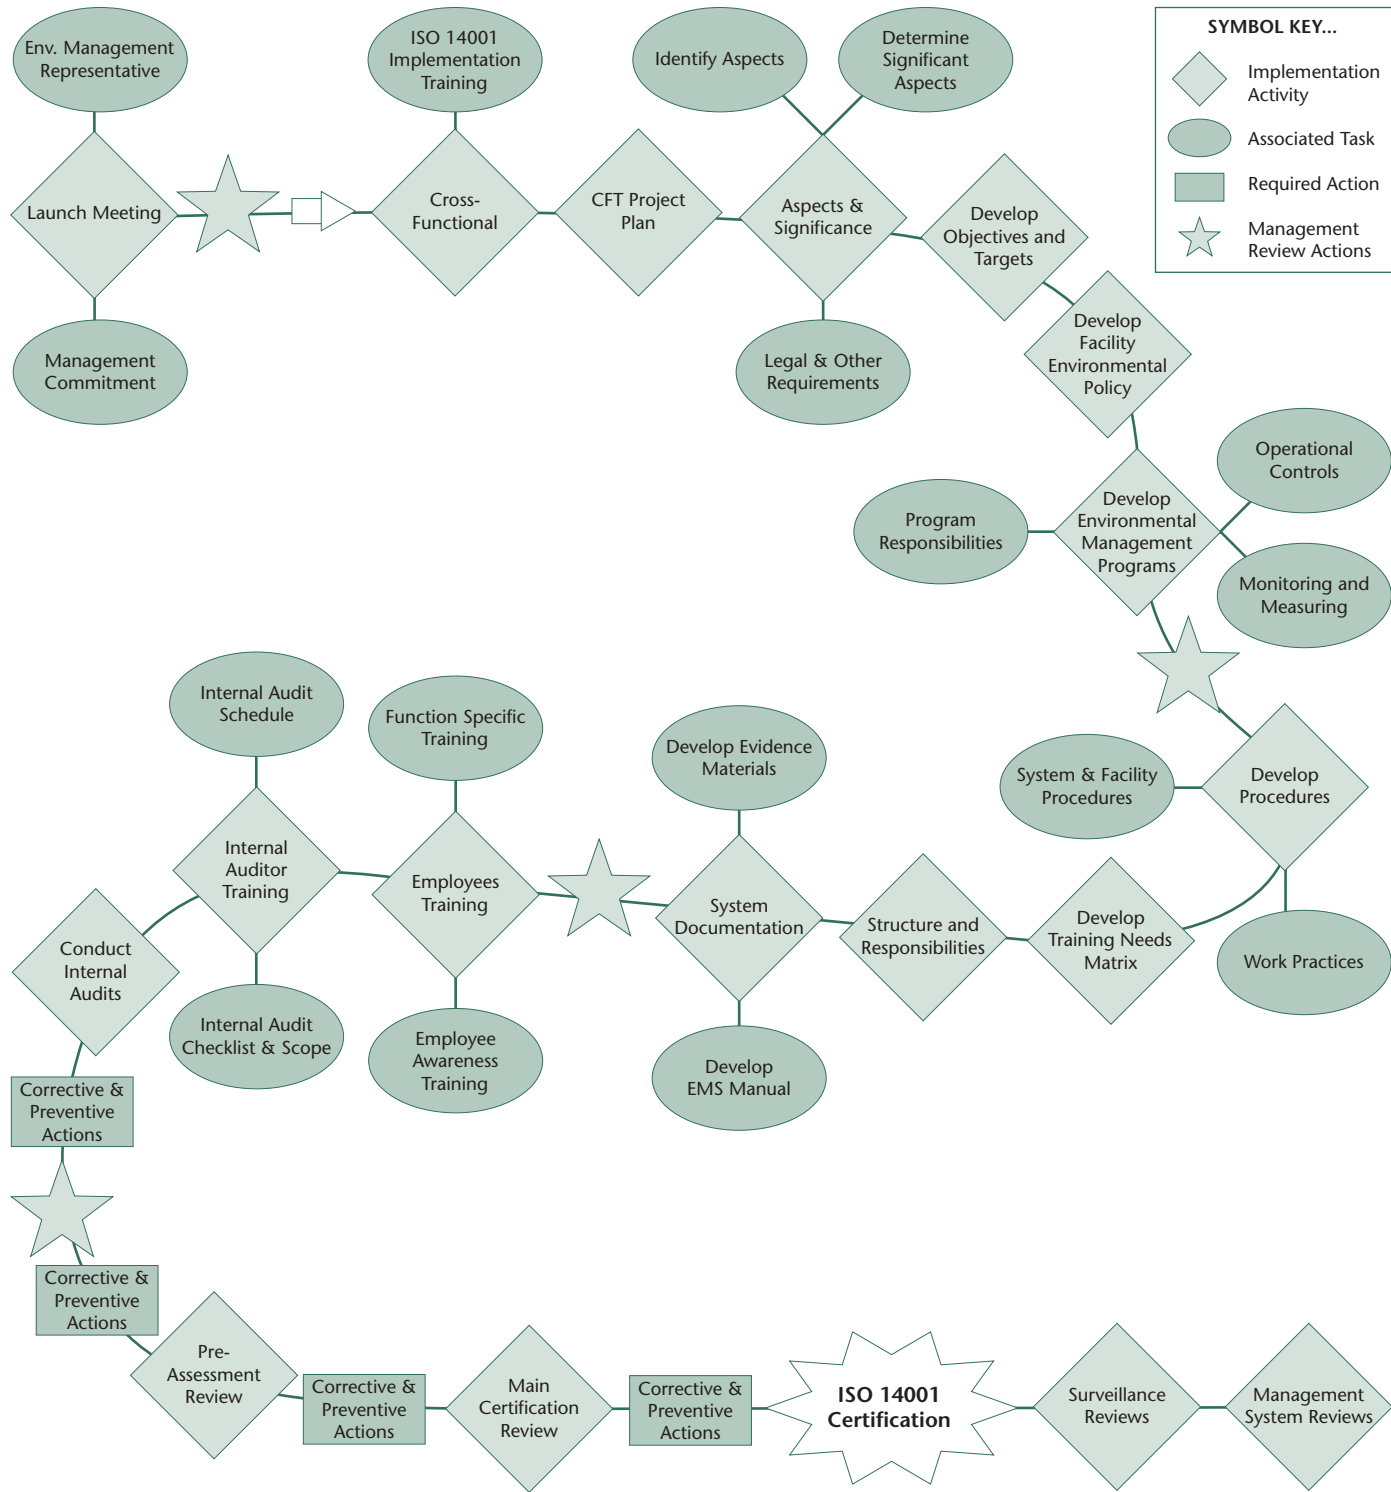 Env. Management
Representative
ISO 14001
Implementation
Training
Identify Aspects
Determine
Significant
Aspects
SYMBOL KEY...
Implementation
Activity
Associated Task
Required Action
Management
Review Actions
Launch Meeting
Cross-
Functional
CFT Project
Plan
Aspects &
Significance
Develop
Objectives and
Targets
Management
Commitment
Legal & Other
Requirements
Develop
Facility
Environmental
Policy
Operational
Controls
Program
Responsibilities
Develop
Environmental
Management
Programs
Monitoring and
Measuring
Internal Audit
Schedule
Function Specific
Training
Develop Evidence
Materials
System & Facility
Procedures
Develop
Procedures
Internal
Auditor
Training
Employees
Training
System
Documentation
Structure and
Responsibilities
Develop
Training Needs
Matrix
Work Practices
Conduct
Internal
Audits
Internal Audit
Checklist & Scope
Employee
Awareness
Training
Develop
EMS Manual
Corrective &
Preventive
Actions
Corrective &
Preventive
Actions
Pre-
Assessment
Review
Corrective &
Preventive
Actions
Main
Certification
Review
Corrective &
Preventive
Actions
ISO 14001
Certification
Surveillance
Reviews
Management
System Reviews